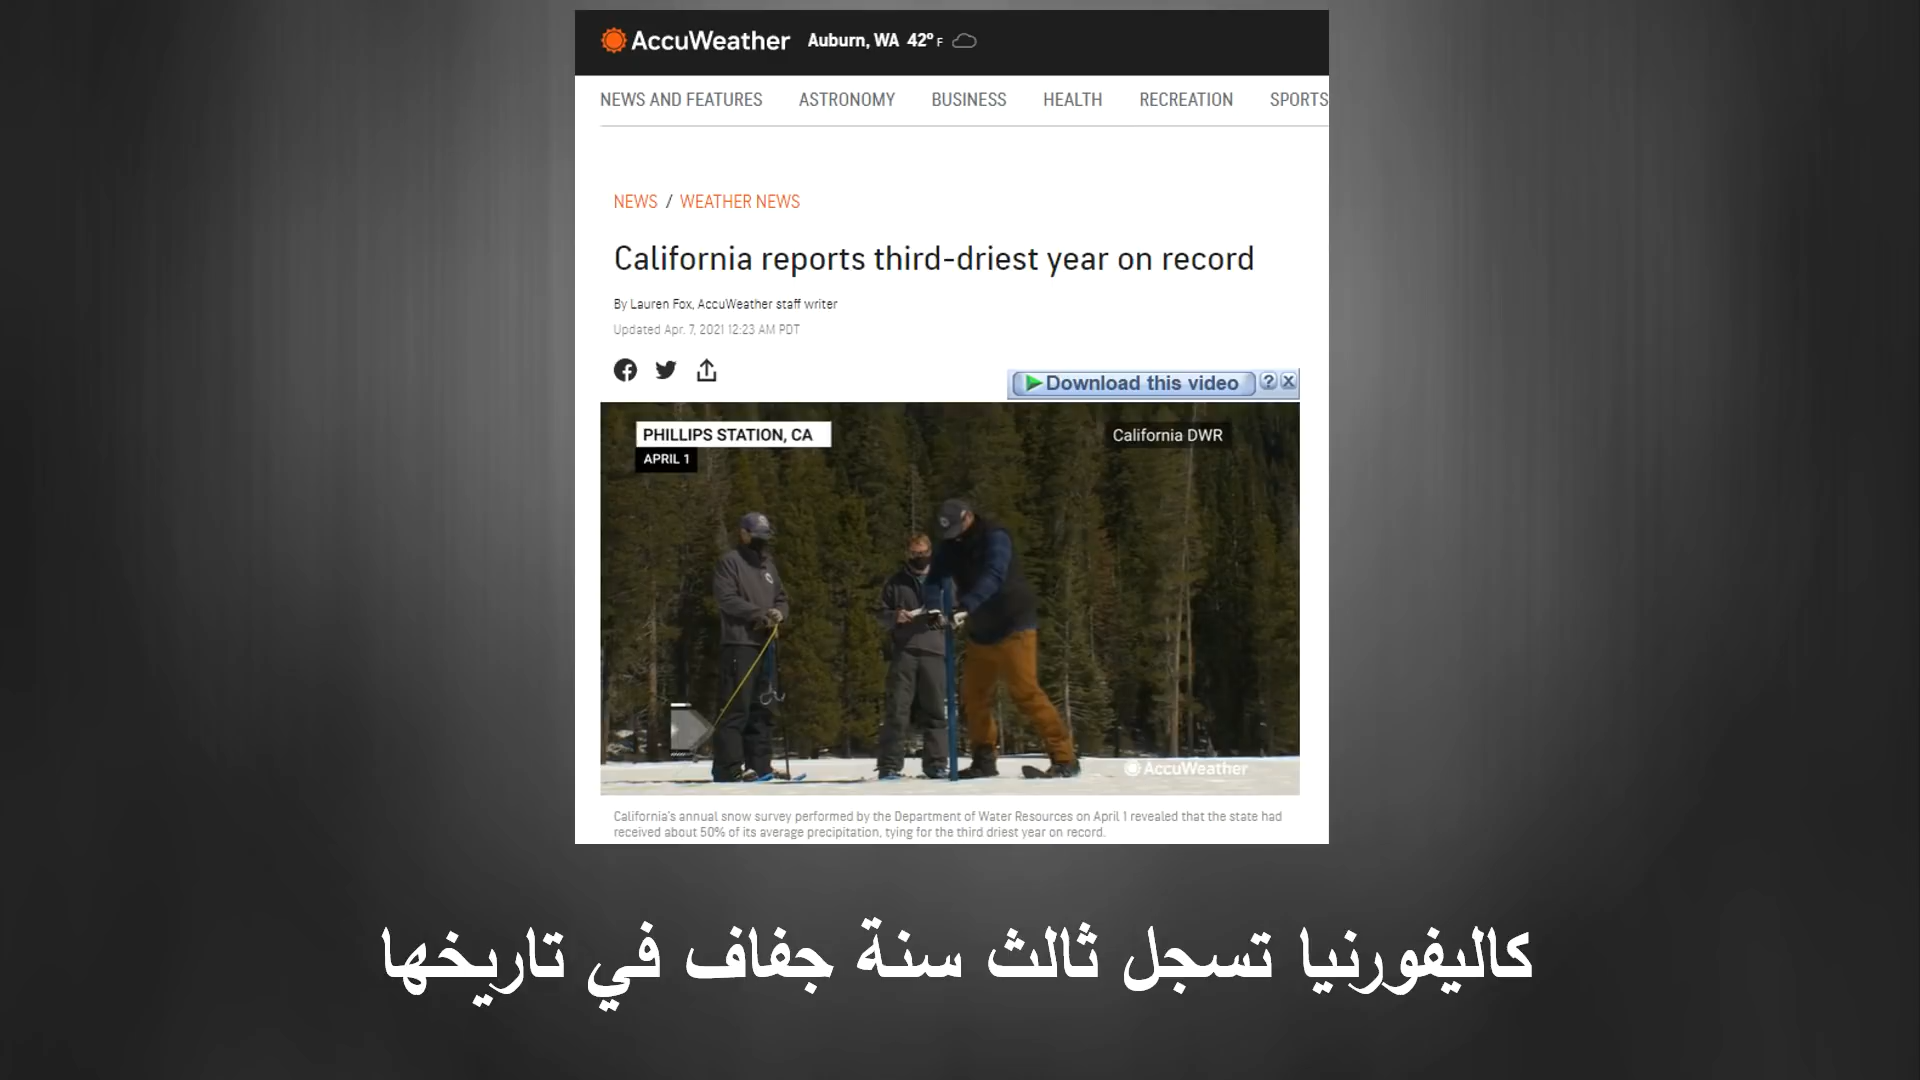 AccuWeather Auburn, WA 42° F
NEWS AND FEATURES ASTRONOMY BUSINESS HEALTH RECREATION SPORTS
NEWS / WEATHER NEWS
California reports third-driest year on record
By Lauren Fox, AccuWeather staff writer
Updated Apr. 7, 2021 12:23 AM PDT
Download this video ? X
PHILLIPS STATION, CA
California DWR
APRIL 1
AccuWeather
California's annual snow survey performed by the Department of Water Resources on April 1 revealed that the state had
received about 50% of its average precipitation, tying for the third driest year on record.
كاليفورنيا تسجل ثالث سنة جفاف في تاريخها